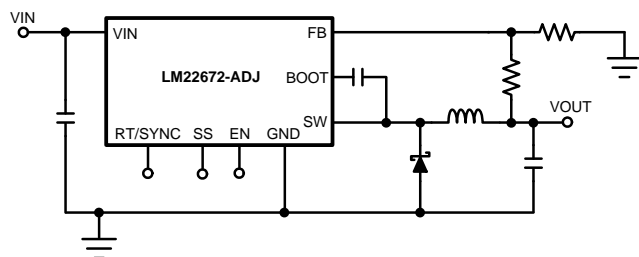 VIN
VIN
FB
LM22672-ADJ
BOOT
SW
VOUT
RT/SYNC SS EN GND